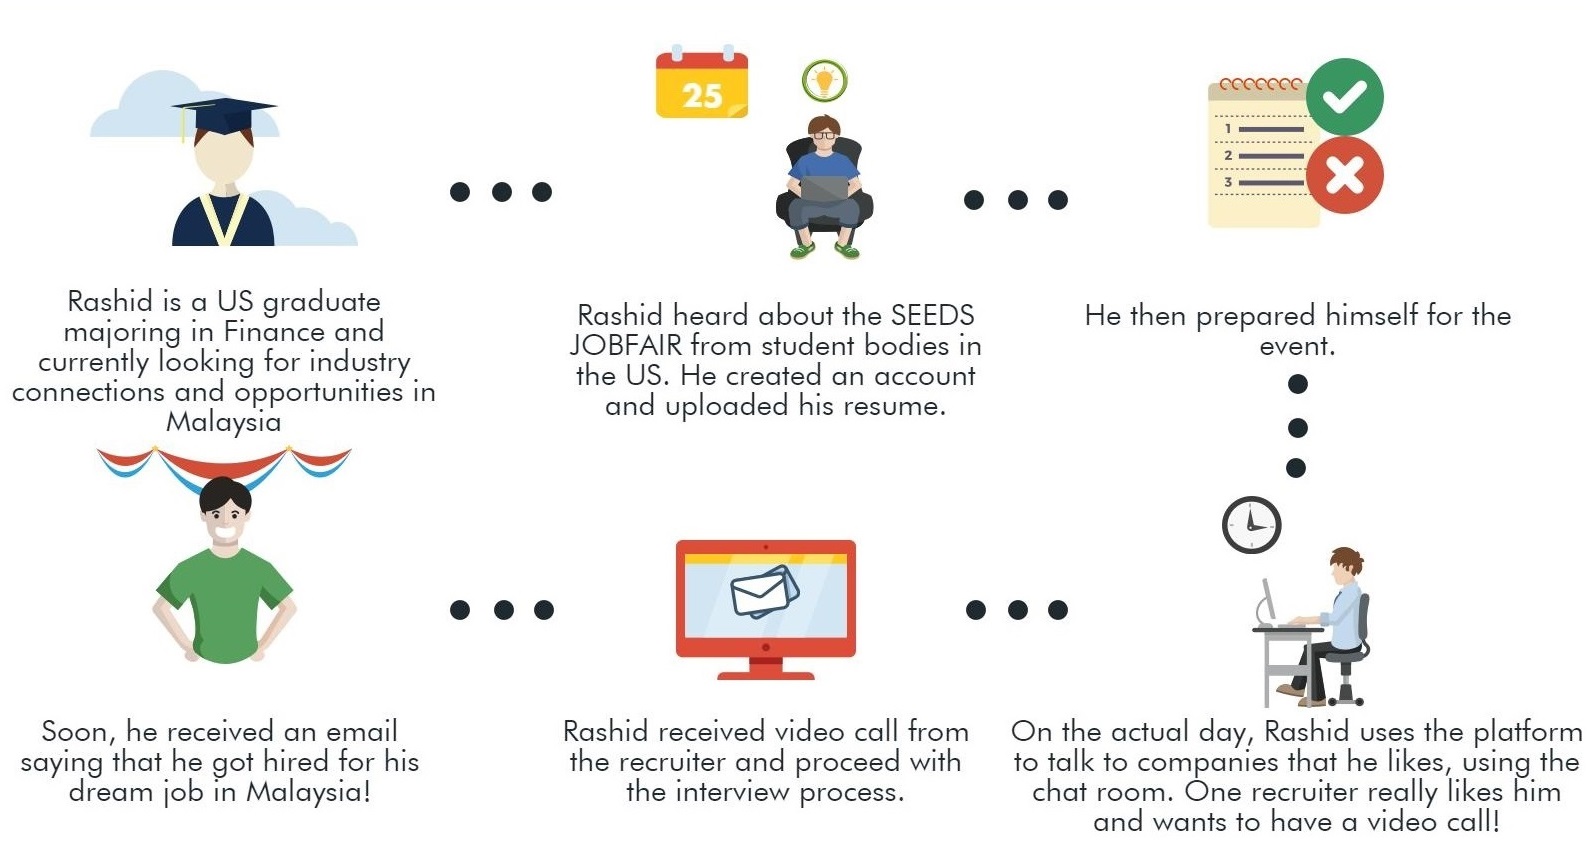 Rashid is a US graduate
majoring in Finance and
currently looking for industry
connections and opportunities in
Malaysia
25
Rashid heard about the SEEDS
JOBFAIR from student bodies in
the US. He created an account
and uploaded his resume.
1
2
3
He then prepared himself for the
event.
On the actual day, Rashid uses the platform
to talk to companies that he likes, using the
chat room. One recruiter really likes him
and wants to have a video call!
Rashid received video call from
the recruiter and proceed with
the interview process.
Soon, he received an email
saying that he got hired for his
dream job in Malaysia!